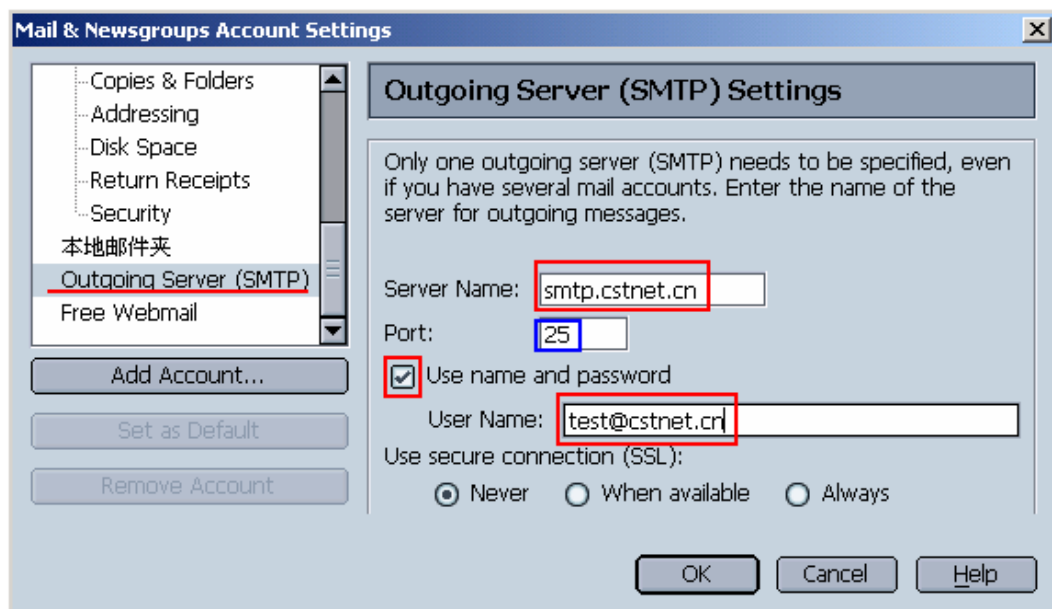 Mail & Newsgroups Account Settings
Copies & Folders
Addressing
Disk Space
Return Receipts
Security
本地邮件夹
Outgoing Server (SMTP)
Free Webmail
Add Account...
Set as Default
Remove Account
Outgoing Server (SMTP) Settings
Only one outgoing server (SMTP) needs to be specified, even
if you have several mail accounts. Enter the name of the
server for outgoing messages.
Server Name: smtp.cstnet.cn
Port: 25
Use name and password
User Name: test@cstnet.cn
Use secure connection (SSL):
Never When available Always
OK Cancel Help